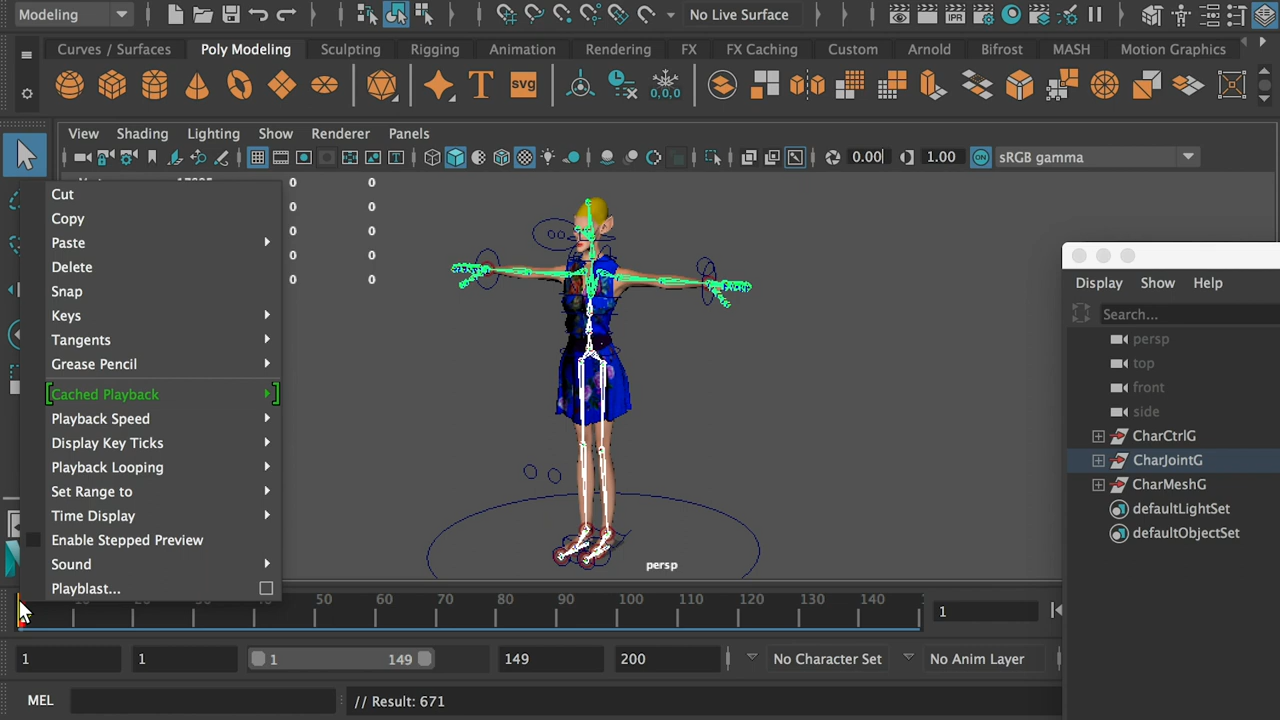 Modeling
No Live Surface
IPR
Curves / Surfaces
Poly Modeling
Sculpting
Rigging
Animation
Rendering
FX
FX Caching
Custom
Arnold
Bifrost
MASH
Motion Graphics
T
SVG
0,0,0
View
Shading
Lighting
Show
Renderer
Panels
0.00
1.00
ON
sRGB gamma
0 0
0 0
0 0
0 0
0 0
Cut
Copy
Paste
Delete
Snap
Keys
Tangents
Grease Pencil
Cached Playback
Playback Speed
Display Key Ticks
Playback Looping
Set Range to
Time Display
Enable Stepped Preview
Sound
Playblast...
persp
Display
Show
Help
Search...
persp
top
front
side
CharCtrlG
CharJointG
CharMeshG
defaultLightSet
defaultObjectSet
50 60 70 80 90 100 110 120 130 140
1
1
1
1
149
149
200
No Character Set
No Anim Layer
MEL
// Result: 671